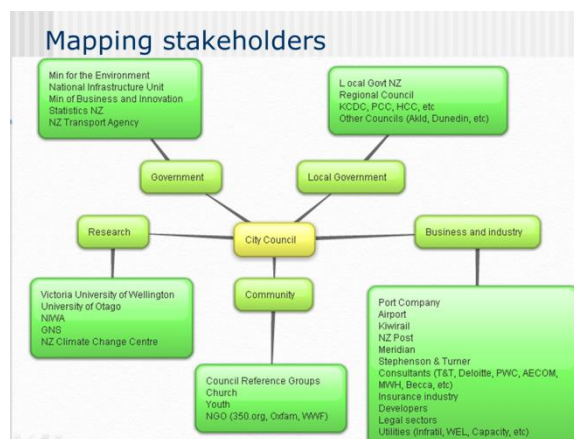 Mapping stakeholders
Min for the Environment
National Infrastructure Unit
Min of Business and Innovation
Statistics NZ
NZ Transport Agency
Local Govt NZ
Regional Council
KCDC, PCC, HCC, etc
Other Councils (Akld, Dunedin, etc)
Government
Local Government
Research
City Council
Business and industry
Community
Victoria University of Wellington
University of Otago
NIWA
GNS
NZ Climate Change Centre
Council Reference Groups
Church
Youth
NGO (350.org, Oxfam, WWF)
Port Company
Airport
Kiwirail
NZ Post
Meridian
Stephenson & Turner
Consultants (T&T, Deloitte, PWC, AECOM,
MWH, Becca, etc)
Insurance industry
Developers
Legal sectors
Utilities (Infratil, WEL, Capacity, etc)